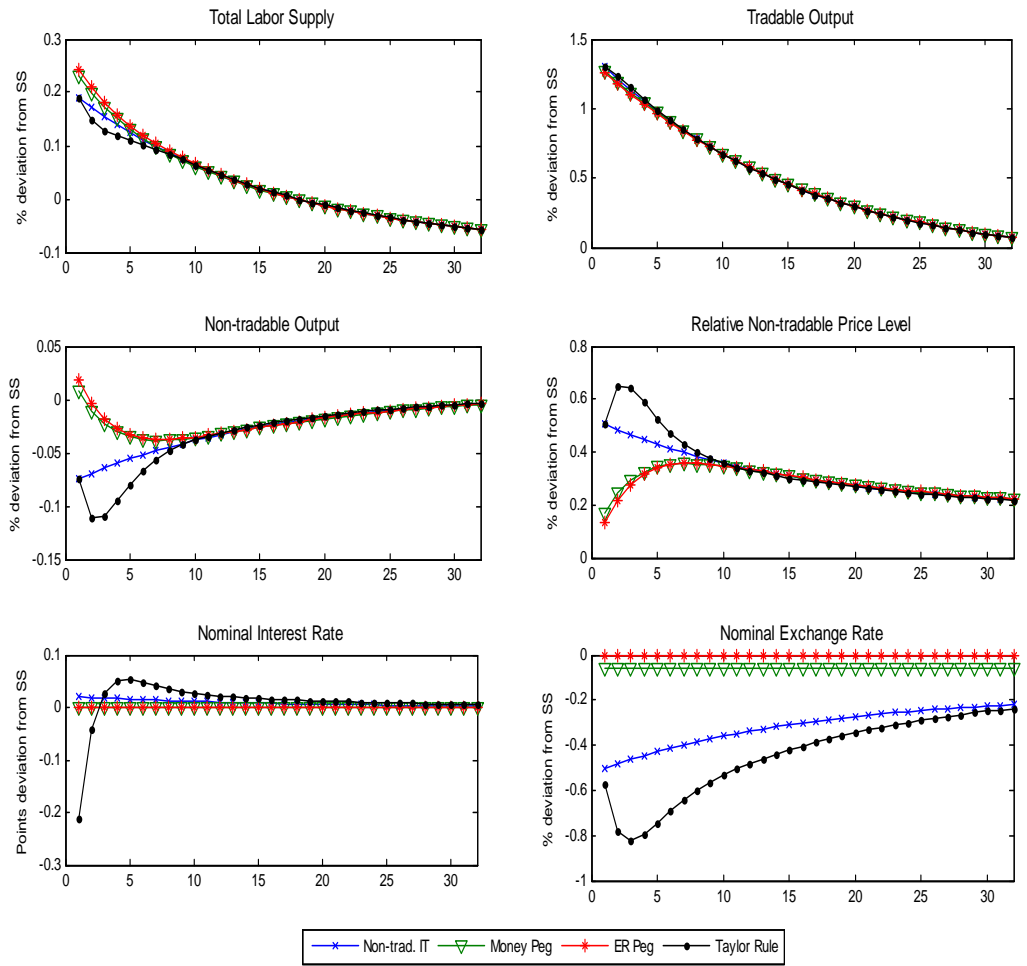 Total Labor Supply
% deviation from SS
0.3
0.2
0.1
0
-0.1
0 5 10 15 20 25 30
Tradable Output
% deviation from SS
1.5
1
0.5
0
0 5 10 15 20 25 30
Non-tradable Output
% deviation from SS
0.05
0
-0.05
-0.1
-0.15
0 5 10 15 20 25 30
Relative Non-tradable Price Level
% deviation from SS
0.8
0.6
0.4
0.2
0
0 5 10 15 20 25 30
Nominal Interest Rate
Points deviation from SS
0.1
0
-0.1
-0.2
-0.3
0 5 10 15 20 25 30
Nominal Exchange Rate
% deviation from SS
0
-0.2
-0.4
-0.6
-0.8
-1
0 5 10 15 20 25 30
Non-trad. IT Money Peg ER Peg Taylor Rule